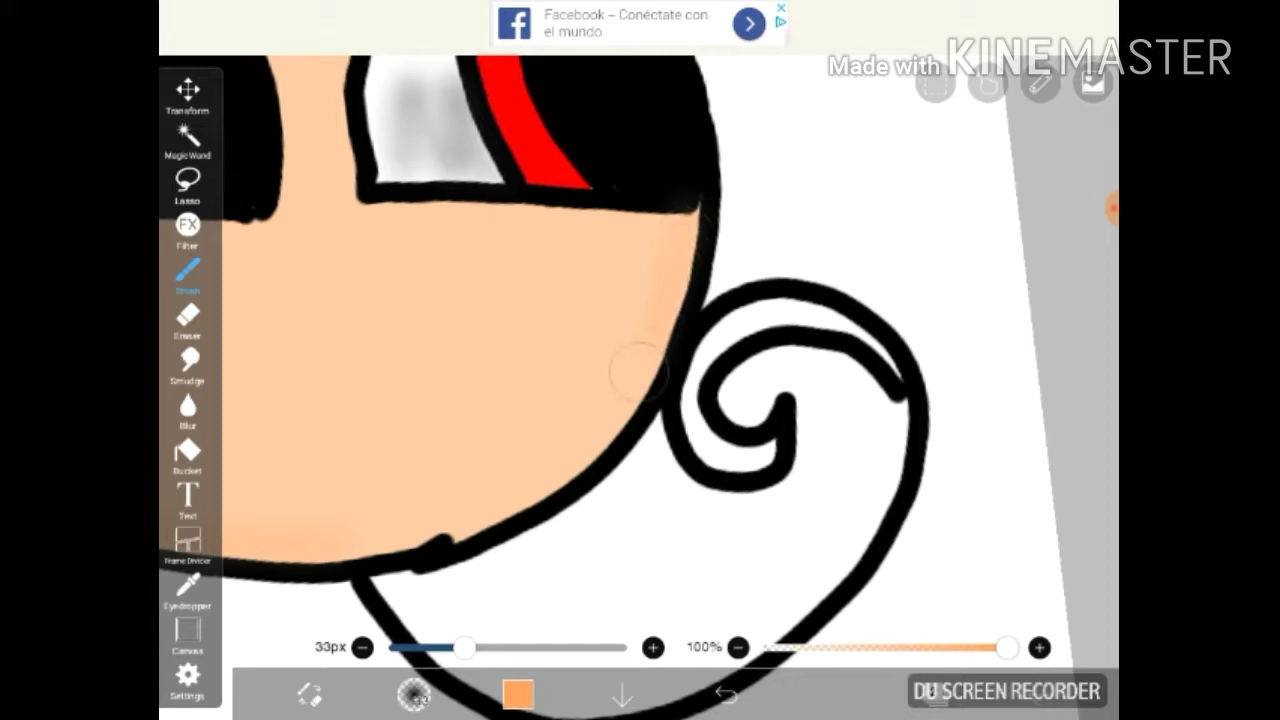 Facebook – Conéctate con
el mundo
Made with KINEMASTER
Transform
Magic Wand
Lasso
FX
Filter
Brush
Eraser
Smudge
Blur
Bucket
T
Text
Frame Divider
Eyedropper
Canvas
Settings
33px
100%
DU SCREEN RECORDER